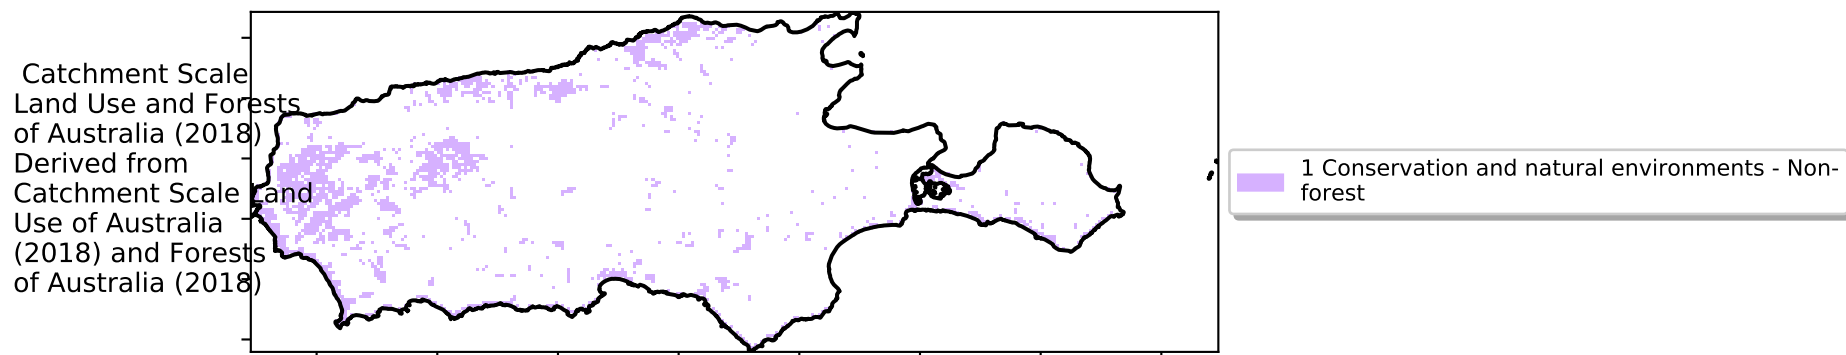 Catchment Scale
Land Use and Forests
of Australia (2018)
Derived from
Catchment Scale Land
Use of Australia
(2018) and Forests
of Australia (2018)
1 Conservation and natural environments - Non-
forest